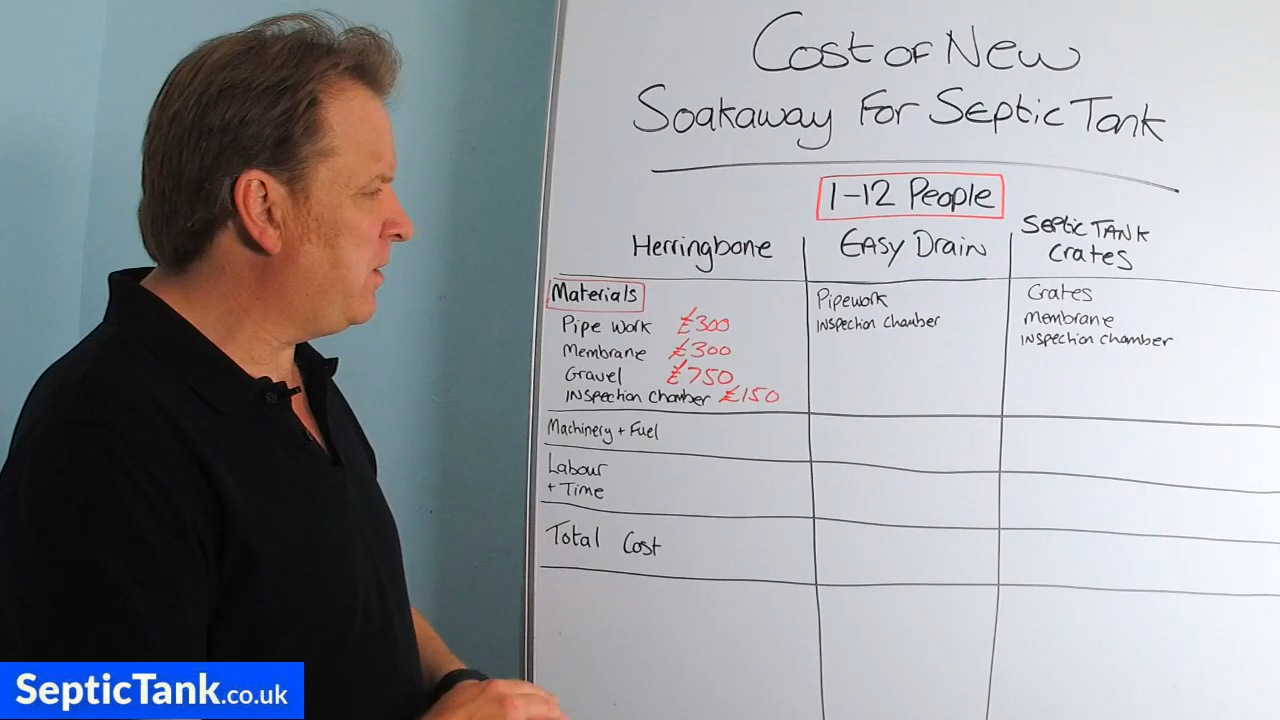 Cost of New
Soakaway For Septic Tank
1-12 People
Herringbone
Easy Drain
Septic Tank
Crates
Materials
Pipe Work £300
Membrane £300
Gravel £750
Inspection chamber £150
Pipework
Inspection chamber
Crates
Membrane
Inspection chamber
Machinery + Fuel
Labour
+ Time
Total Cost
SepticTank.co.uk